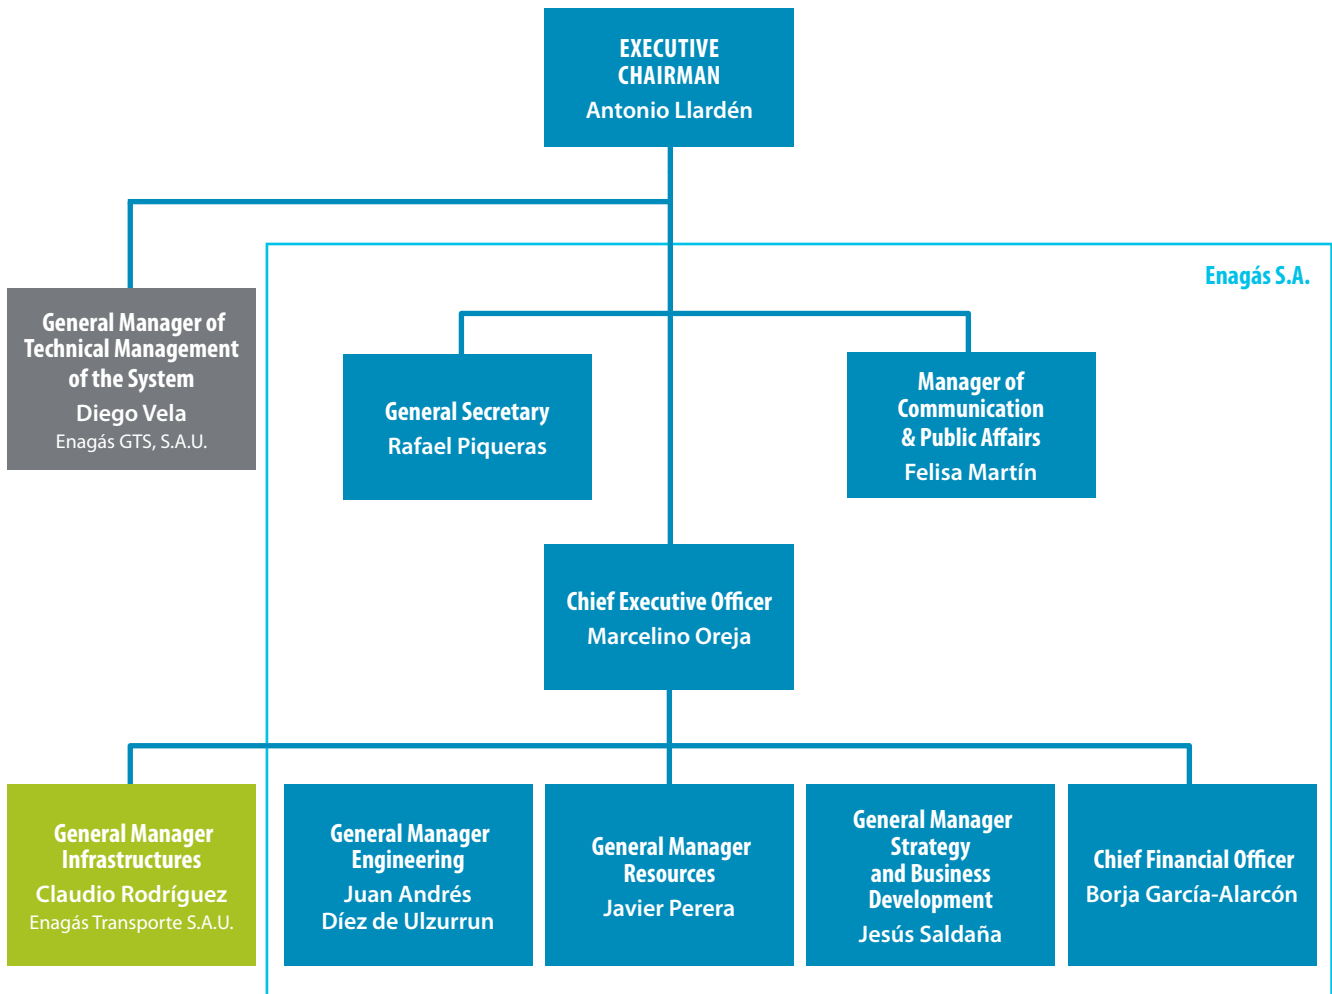 EXECUTIVE
CHAIRMAN
Antonio Llardén
Enagás S.A.
General Manager of
Technical Management
of the System
Diego Vela
Enagás GTS, S.A.U.
General Secretary
Rafael Piqueras
Manager of
Communication
& Public Affairs
Felisa Martín
Chief Executive Officer
Marcelino Oreja
General Manager
Infrastructures
Claudio Rodríguez
Enagás Transporte S.A.U.
General Manager
Engineering
Juan Andrés
Díez de Ulzurrun
General Manager
Resources
Javier Perera
General Manager
Strategy
and Business
Development
Jesús Saldaña
Chief Financial Officer
Borja García-Alarcón